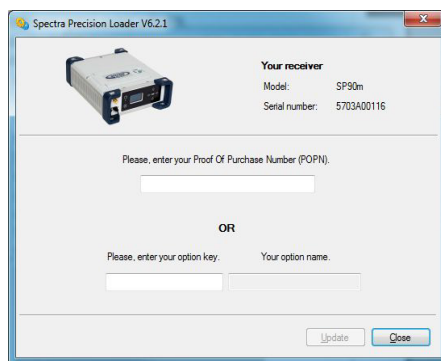 Spectra Precision Loader V6.2.1
Your receiver
Model: SP90m
Serial number: 5703A00116
Please, enter your Proof Of Purchase Number (POPN).
OR
Please, enter your option key. Your option name.
Update Close